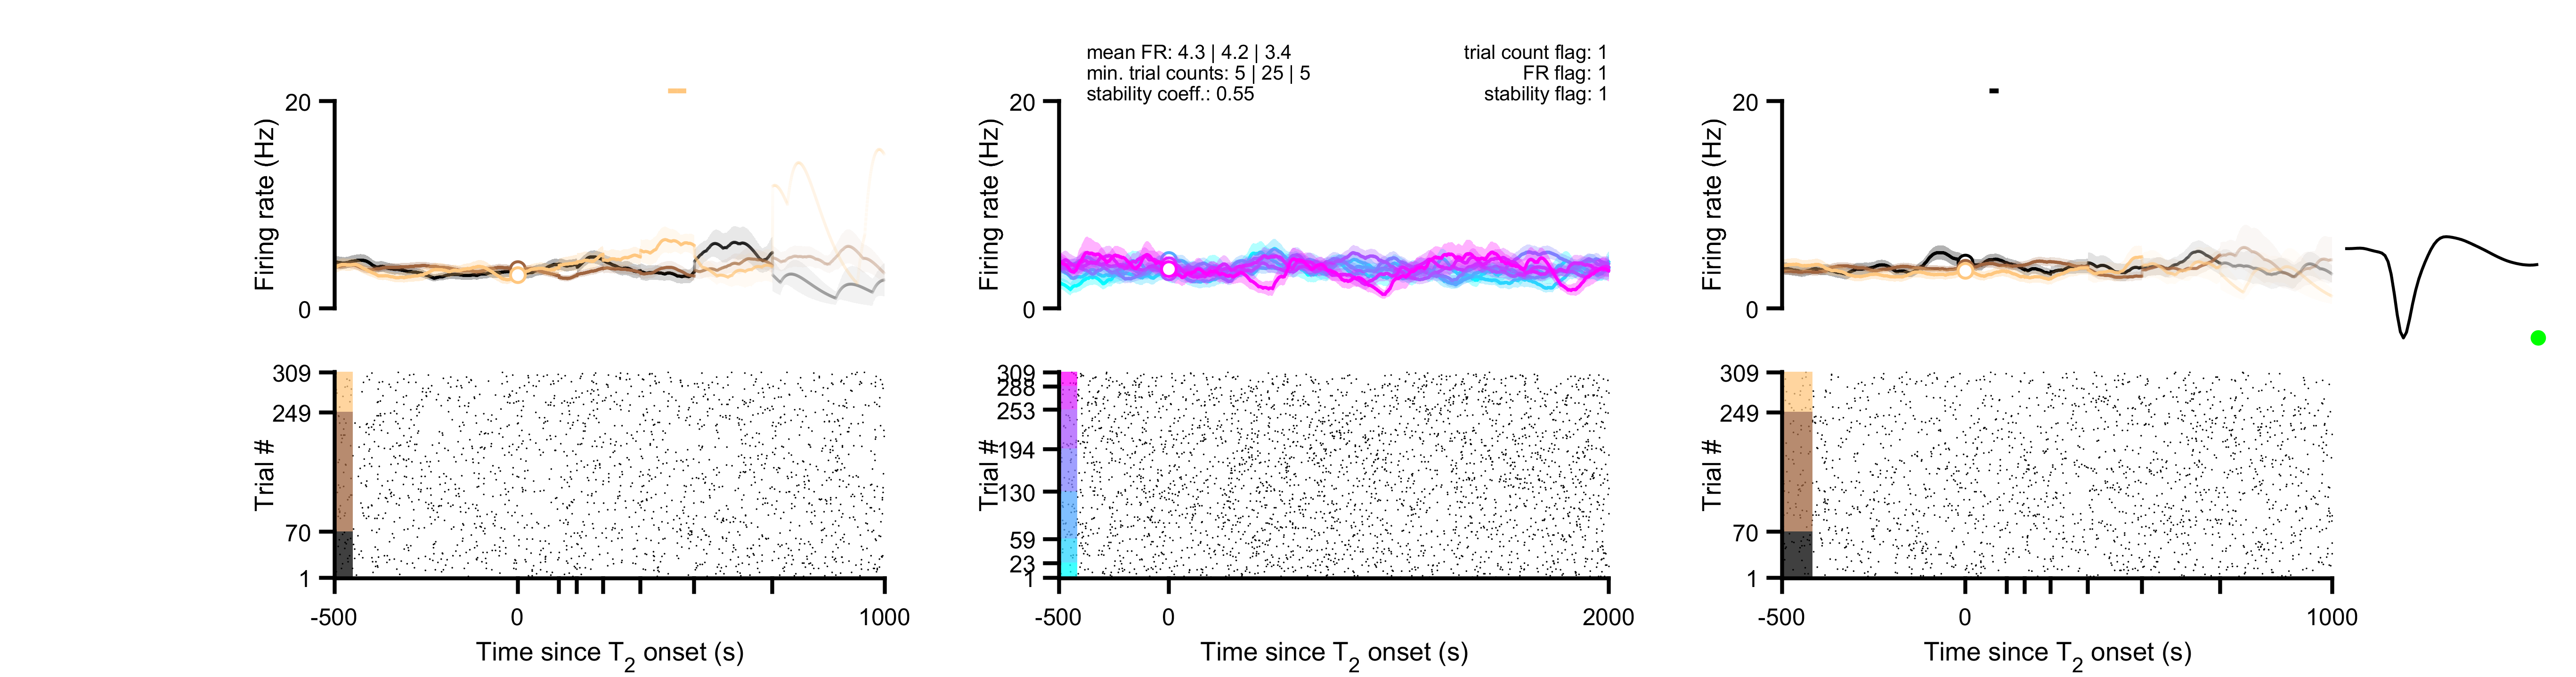 20
Firing rate (Hz)
0
309
249
Trial #
70
1
-500
0
1000
Time since T2 onset (s)
mean FR: 4.3 | 4.2 | 3.4
min. trial counts: 5 | 25 | 5
stability coeff.: 0.55
trial count flag: 1
FR flag: 1
stability flag: 1
20
Firing rate (Hz)
0
309
288
253
194
Trial #
130
59
23
1
-500
0
2000
Time since T2 onset (s)
20
Firing rate (Hz)
0
309
249
Trial #
70
1
-500
0
1000
Time since T2 onset (s)